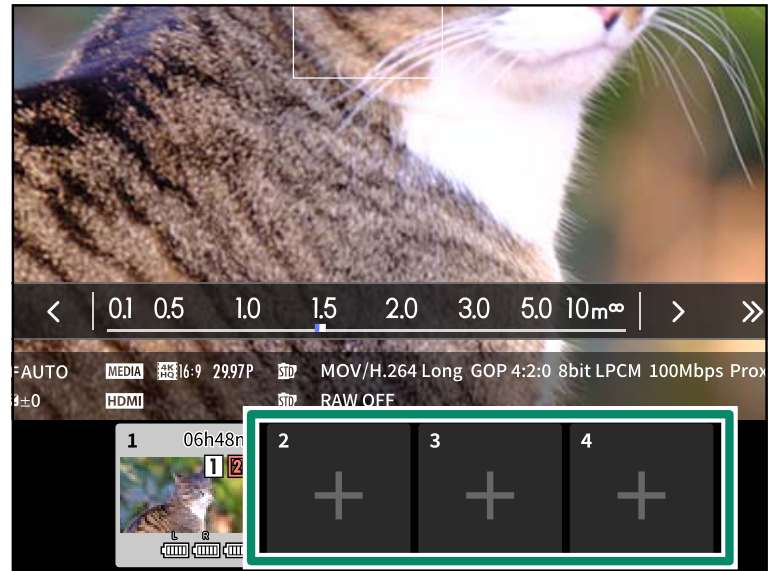 0.1 0.5 1.0 1.5 2.0 3.0 5.0 10m∞
AUTO MEDIA 4K HQ 16:9 29.97P STD MOV/H.264 Long GOP 4:2:0 8bit LPCM 100Mbps Prox
±0 HDMI STD RAW OFF
1 06h48m 2 3 4
1 2
L R